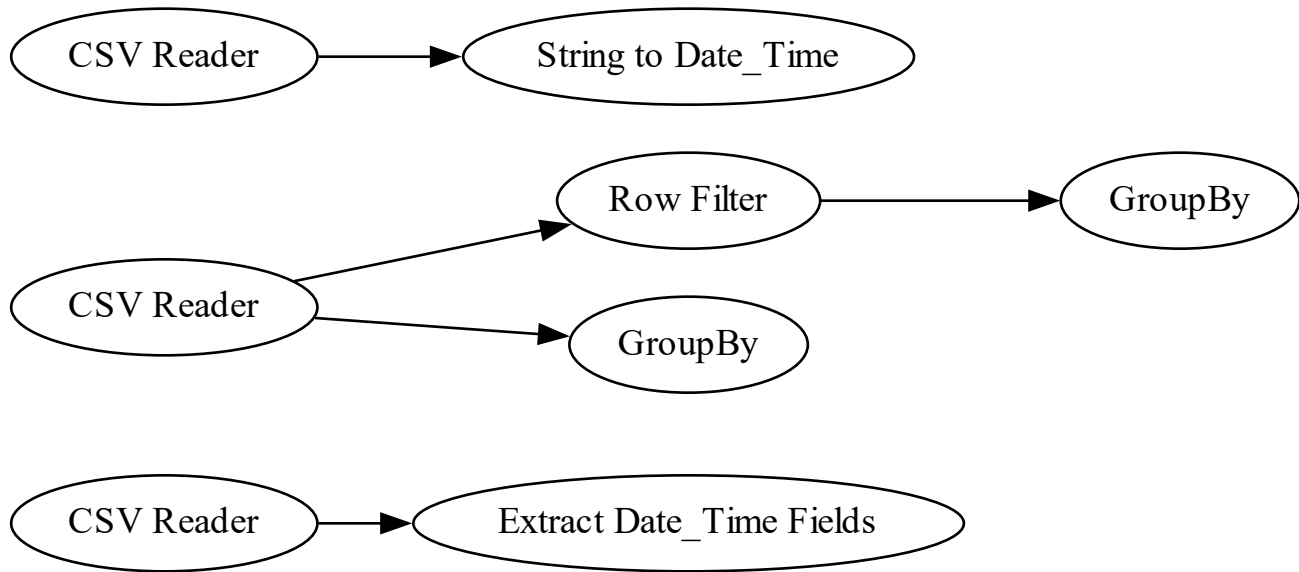 CSV Reader
String to Date_Time
Row Filter
GroupBy
CSV Reader
GroupBy
CSV Reader
Extract Date_Time Fields